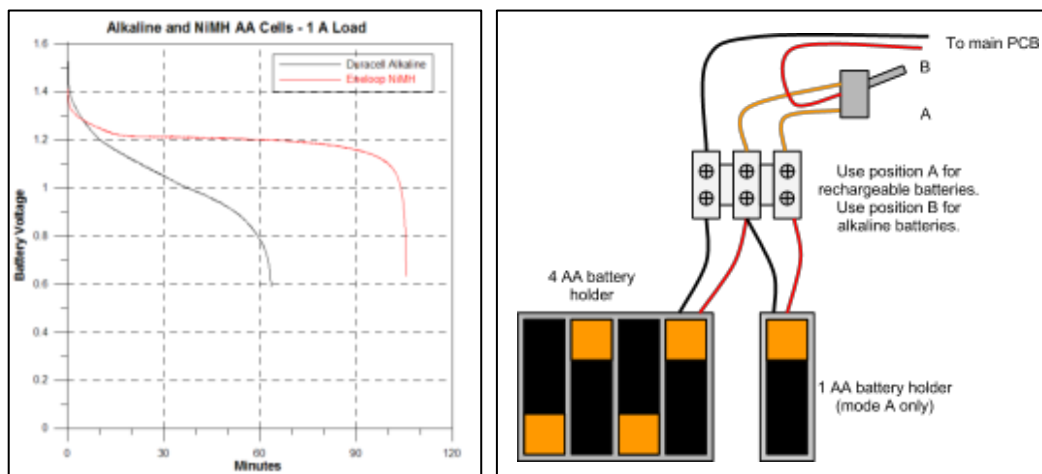 Alkaline and NiMH AA Cells - 1 A Load
Duracell Alkaline
Eneloop NiMH
Battery Voltage
1.6
1.4
1.2
1
0.8
0.6
0.4
0.2
0
0
30
60
90
120
Minutes
To main PCB
B
A
Use position A for
rechargeable batteries.
Use position B for
alkaline batteries.
4 AA battery
holder
1 AA battery holder
(mode A only)